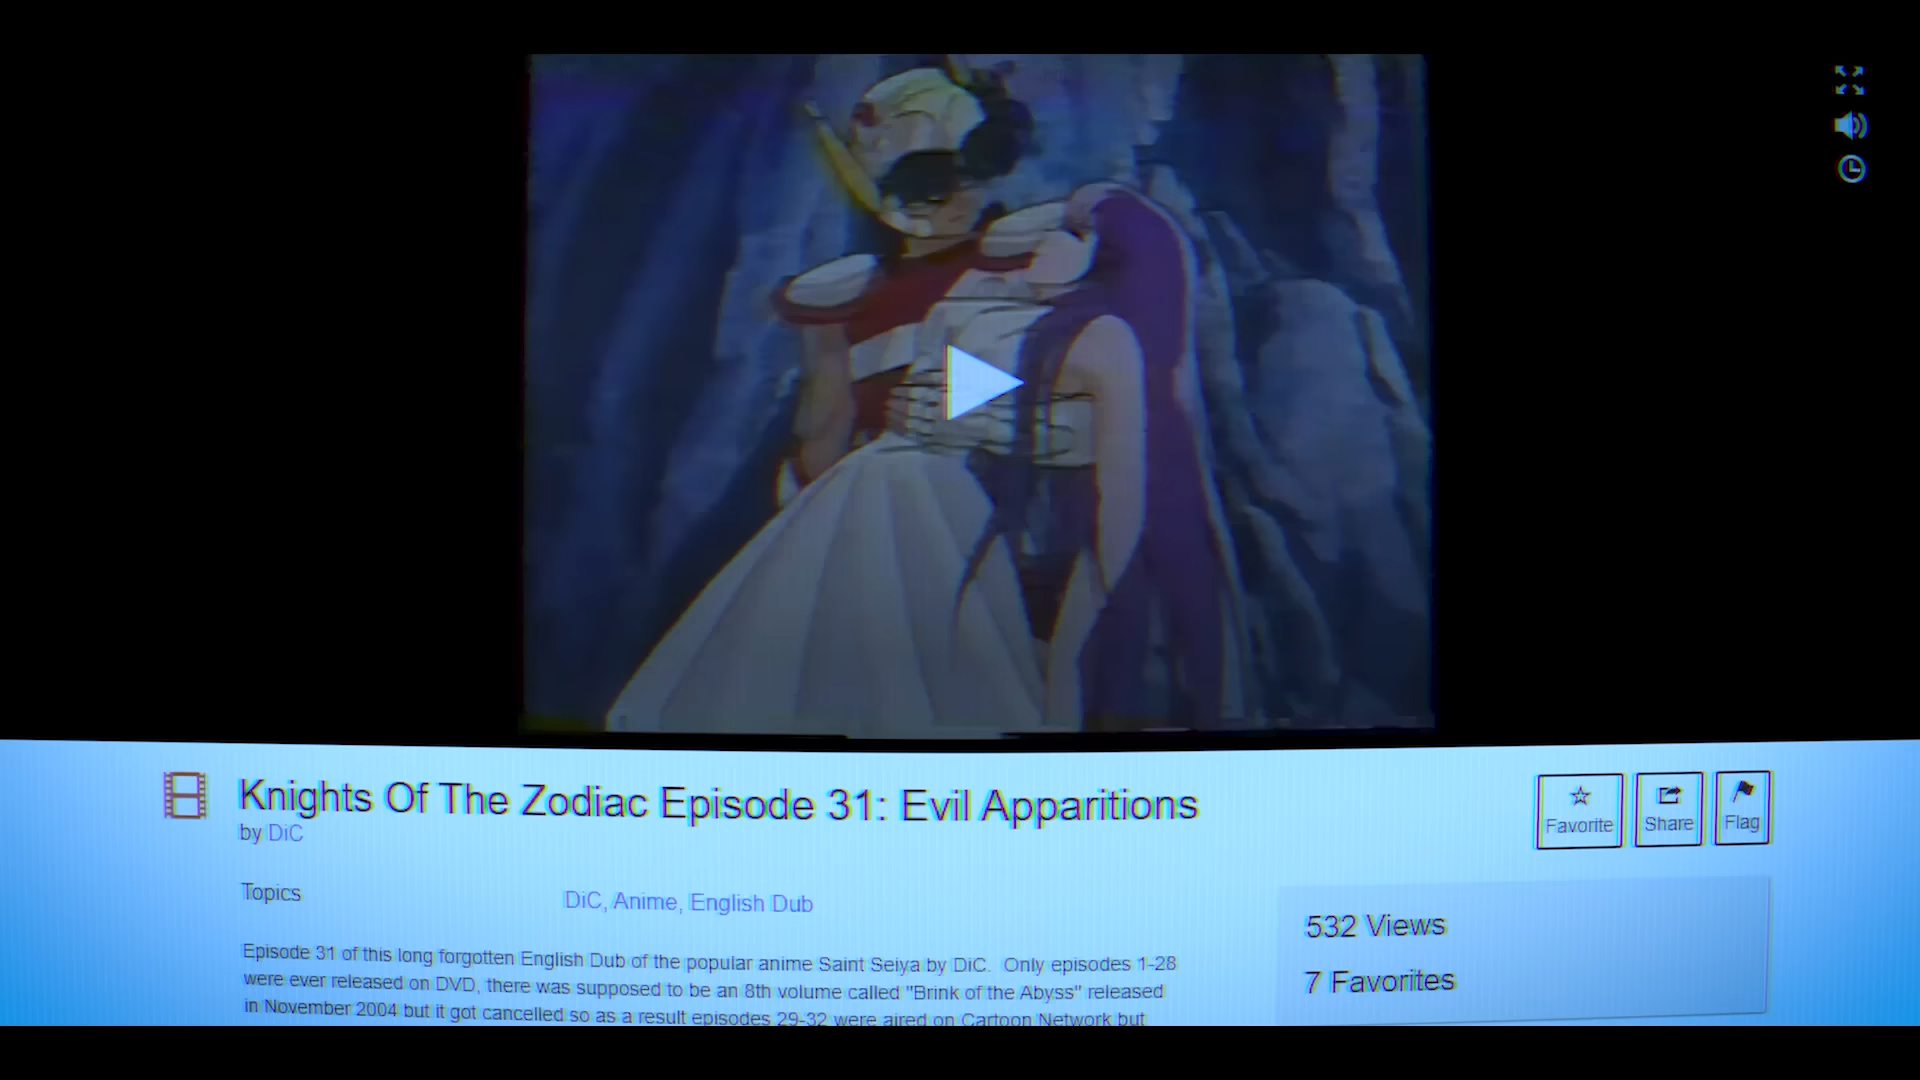 Knights Of The Zodiac Episode 31: Evil Apparitions
by DiC
Favorite
Share
Flag
Topics
DiC, Anime, English Dub
532 Views
7 Favorites
Episode 31 of this long forgotten English Dub of the popular anime Saint Seiya by DiC. Only episodes 1-28
were ever released on DVD, there was supposed to be an 8th volume called "Brink of the Abyss" released
in November 2004 but it got cancelled so as a result episodes 29-32 were aired on Cartoon Network but